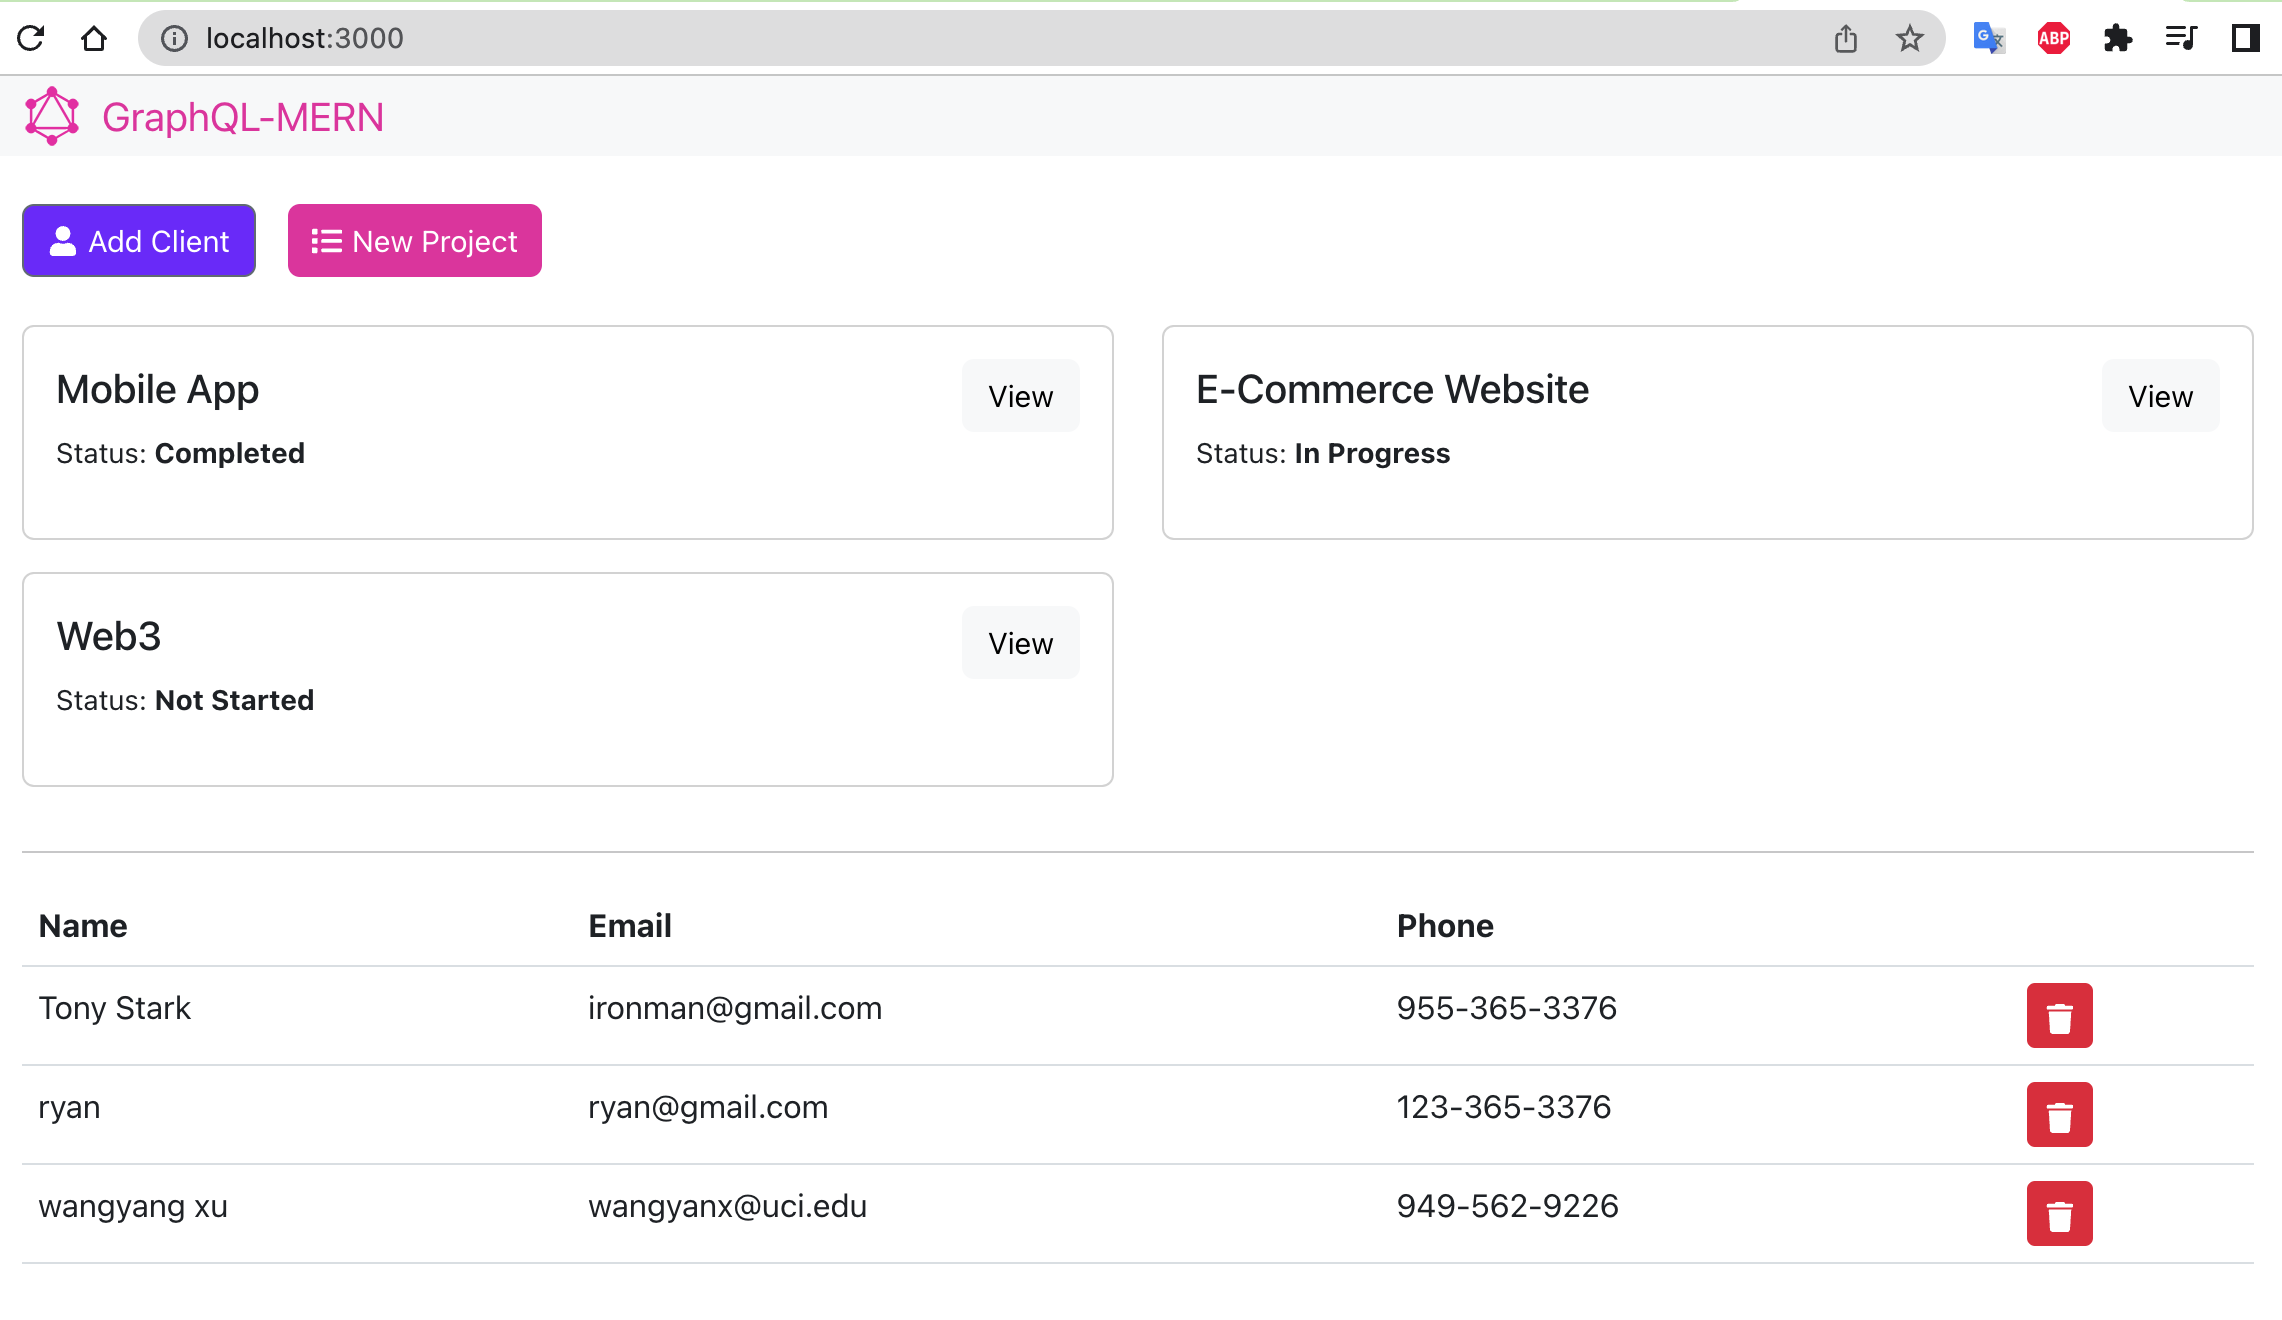 localhost:3000
ABP
GraphQL-MERN
Add Client
New Project
Mobile App
View
Status: Completed
E-Commerce Website
View
Status: In Progress
Web3
View
Status: Not Started
Name Email Phone
Tony Stark ironman@gmail.com 955-365-3376
ryan ryan@gmail.com 123-365-3376
wangyang xu wangyanx@uci.edu 949-562-9226